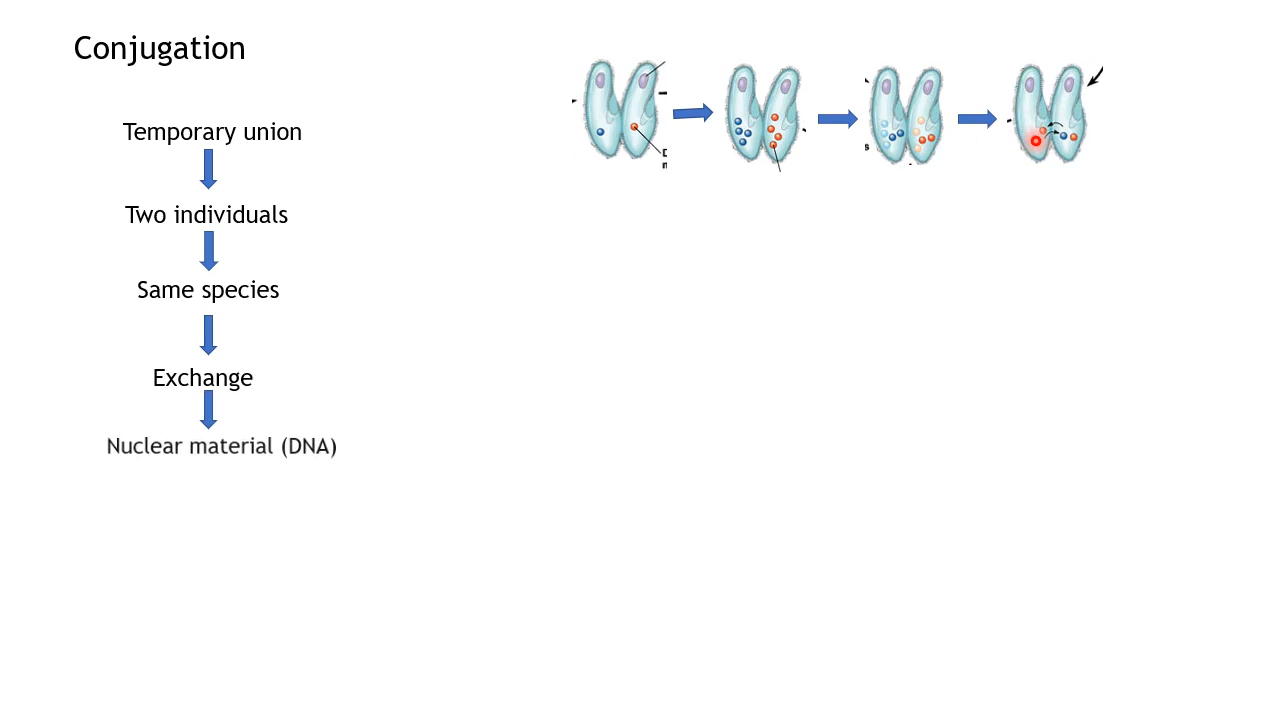 Conjugation
Temporary union
Two individuals
Same species
Exchange
Nuclear material (DNA)